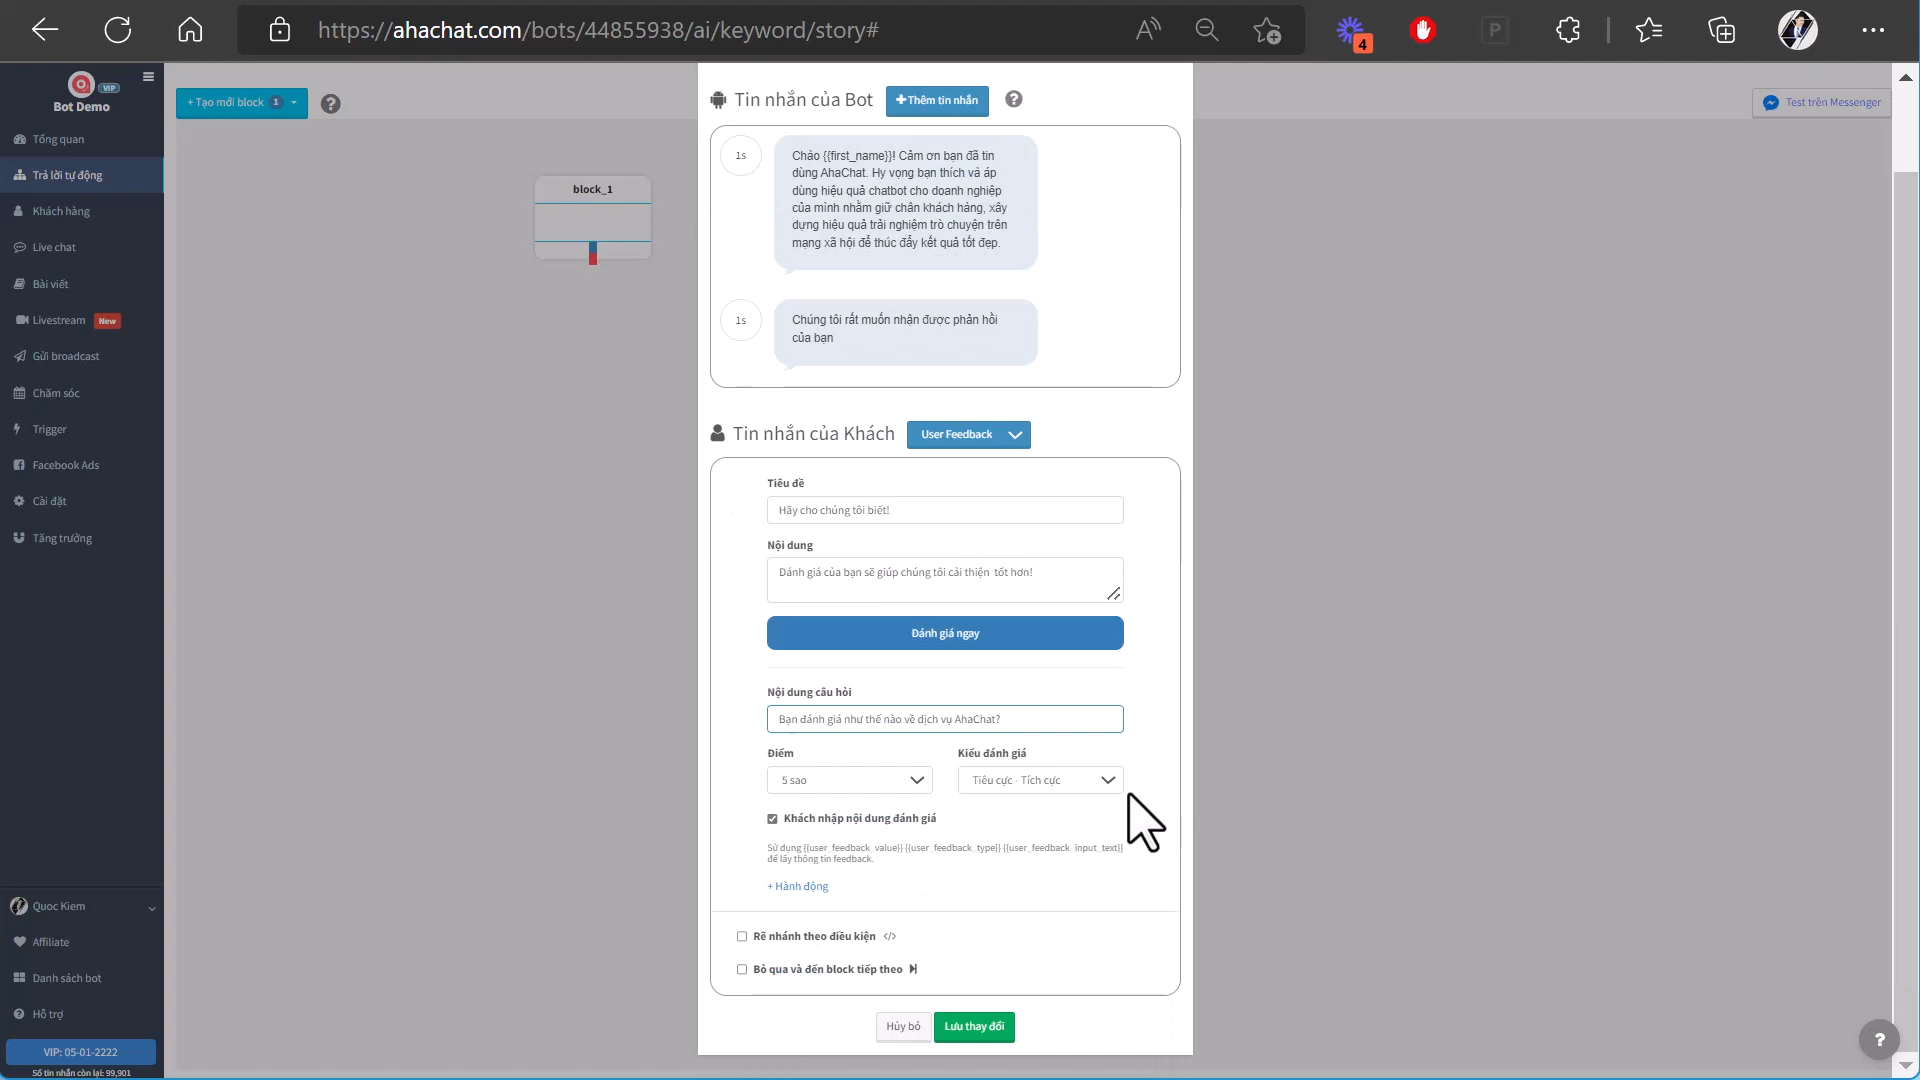 https://ahachat.com/bots/44855938/ai/keyword/story#
4
P
VIP
Bot Demo
Tổng quan
Trả lời tự động
Khách hàng
Live chat
Bài viết
Livestream New
Gửi broadcast
Chăm sóc
Trigger
Facebook Ads
Cài đặt
Tăng trưởng
Quoc Kiem
Affiliate
Danh sách bot
Hỗ trợ
VIP: 05-01-2222
Số tin nhắn còn lại: 99,901
+ Tạo mới block 1
?
Test trên Messenger
block_1
Tin nhắn của Bot
Thêm tin nhắn
?
1s
Chào {{first_name}}! Cảm ơn bạn đã tin
dùng AhaChat. Hy vọng bạn thích và áp
dùng hiệu quả chatbot cho doanh nghiệp
của mình nhằm giữ chân khách hàng, xây
dựng hiệu quả trải nghiệm trò chuyện trên
mạng xã hội để thúc đẩy kết quả tốt đẹp.
1s
Chúng tôi rất muốn nhận được phản hồi
của bạn
Tin nhắn của Khách
User Feedback
Tiêu đề
Hãy cho chúng tôi biết!
Nội dung
Đánh giá của bạn sẽ giúp chúng tôi cải thiện tốt hơn!
Đánh giá ngay
Nội dung câu hỏi
Bạn đánh giá như thế nào về dịch vụ AhaChat?
Điểm
Kiểu đánh giá
5 sao
Tiêu cực - Tích cực
Khách nhập nội dung đánh giá
Sử dụng {{user_feedback_value}} {{user_feedback_type}} {{user_feedback_input_text}}
để lấy thông tin feedback.
+ Hành động
Rẽ nhánh theo điều kiện </>
Bỏ qua và đến block tiếp theo
Hủy bỏ
Lưu thay đổi
?